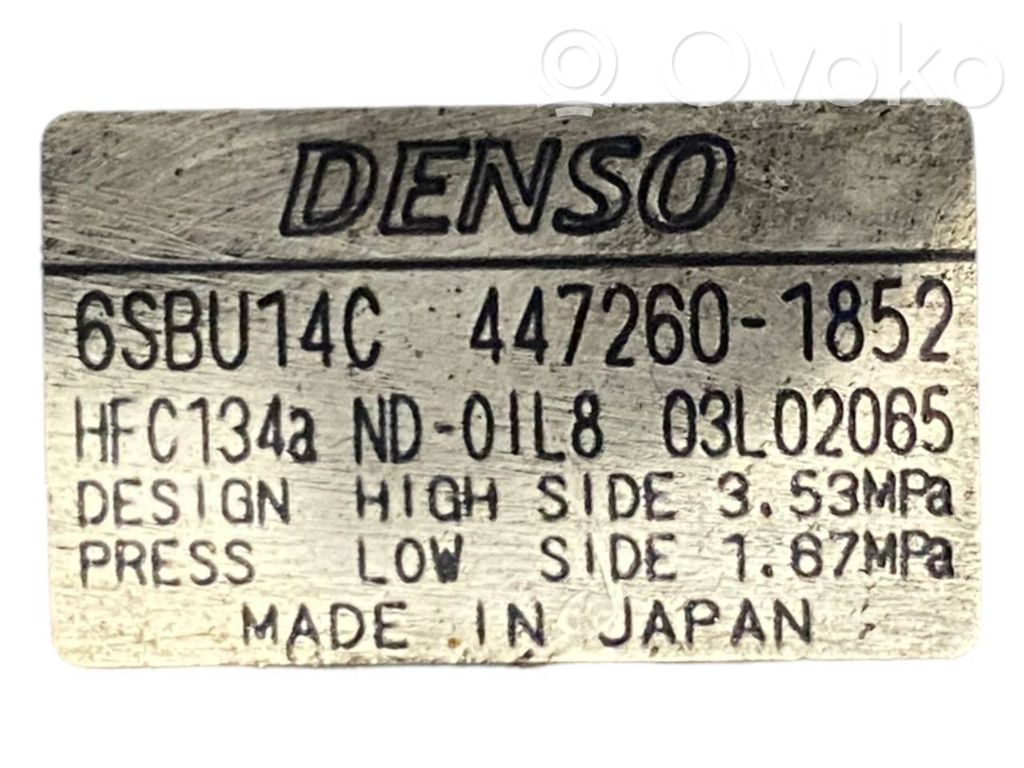 Ovoko
DENSO
6SBU14C 447260-1852
HFC134a ND-OIL8 03L02065
DESIGN HIGH SIDE 3.53MPa
PRESS LOW SIDE 1.67MPa
MADE IN JAPAN